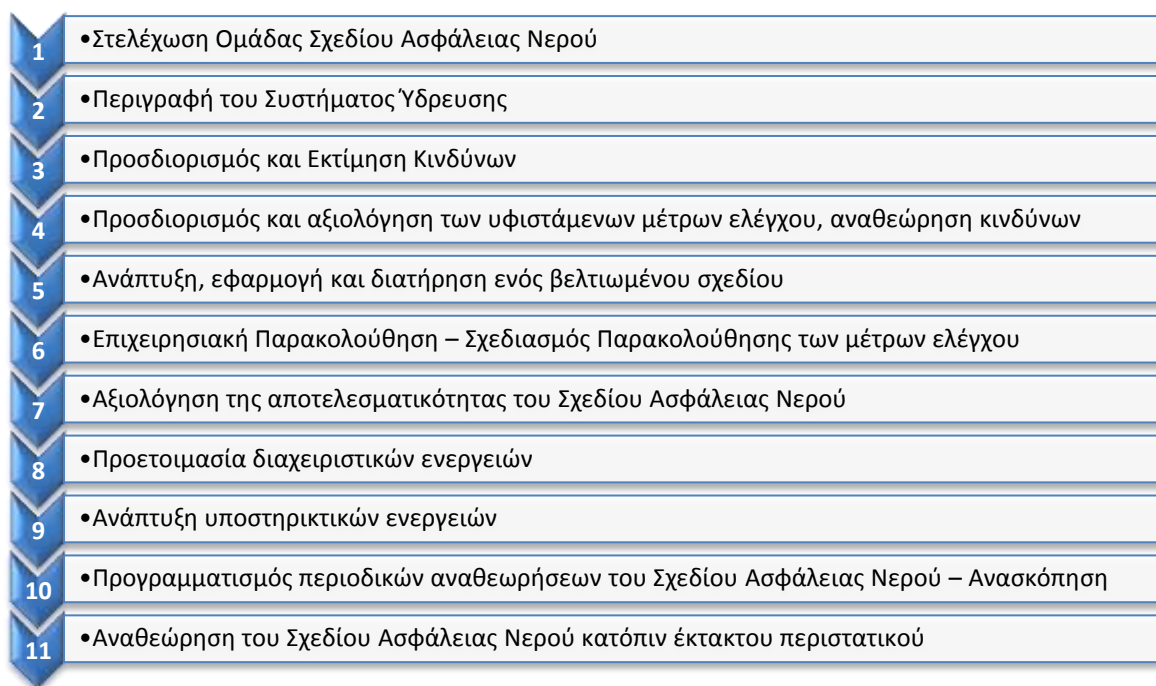 1 •Στελέχωση Ομάδας Σχεδίου Ασφάλειας Νερού
2 •Περιγραφή του Συστήματος Ύδρευσης
3 •Προσδιορισμός και Εκτίμηση Κινδύνων
4 •Προσδιορισμός και αξιολόγηση των υφιστάμενων μέτρων ελέγχου, αναθεώρηση κινδύνων
5 •Ανάπτυξη, εφαρμογή και διατήρηση ενός βελτιωμένου σχεδίου
6 •Επιχειρησιακή Παρακολούθηση – Σχεδιασμός Παρακολούθησης των μέτρων ελέγχου
7 •Αξιολόγηση της αποτελεσματικότητας του Σχεδίου Ασφάλειας Νερού
8 •Προετοιμασία διαχειριστικών ενεργειών
9 •Ανάπτυξη υποστηρικτικών ενεργειών
10 •Προγραμματισμός περιοδικών αναθεωρήσεων του Σχεδίου Ασφάλειας Νερού – Ανασκόπηση
11 •Αναθεώρηση του Σχεδίου Ασφάλειας Νερού κατόπιν έκτακτου περιστατικού